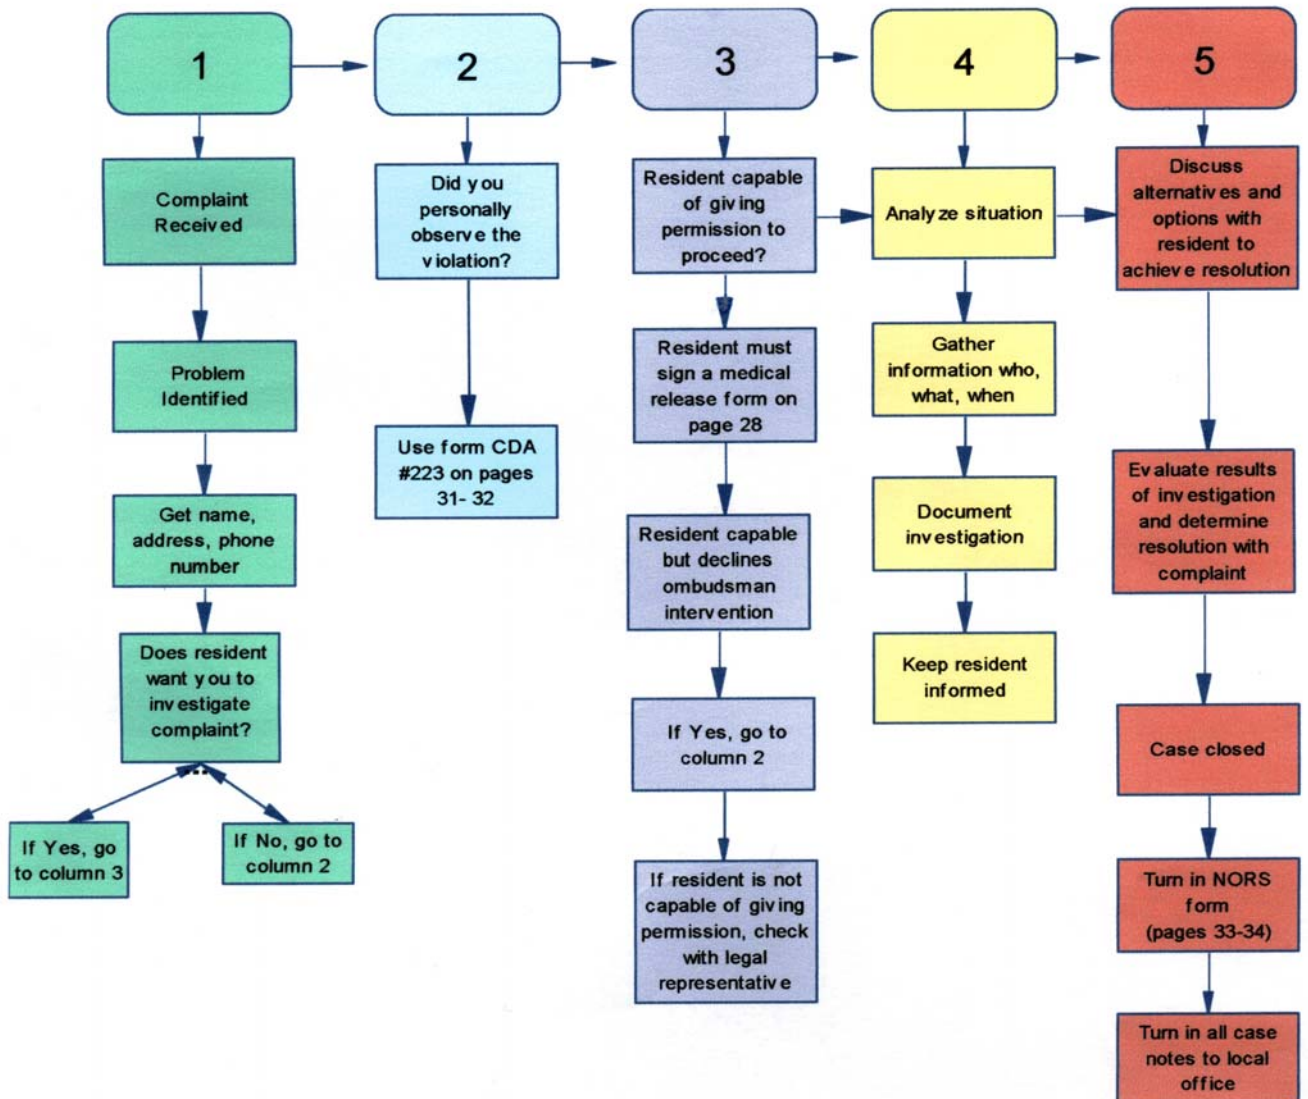 1
Complaint
Received
Problem
Identified
Get name,
address, phone
number
Does resident
want you to
investigate
complaint?
...
If Yes, go
to column 3
If No, go to
column 2
2
Did you
personally
observe the
violation?
Use form CDA
#223 on pages
31- 32
3
Resident capable
of giving
permission to
proceed?
Resident must
sign a medical
release form on
page 28
Resident capable
but declines
ombudsman
intervention
If Yes, go to
column 2
If resident is not
capable of giving
permission, check
with legal
representative
4
Analyze situation
Gather
information who,
what, when
Document
investigation
Keep resident
informed
5
Discuss
alternatives and
options with
resident to
achieve resolution
Evaluate results
of investigation
and determine
resolution with
complaint
Case closed
Turn in NORS
form
(pages 33-34)
Turn in all case
notes to local
office